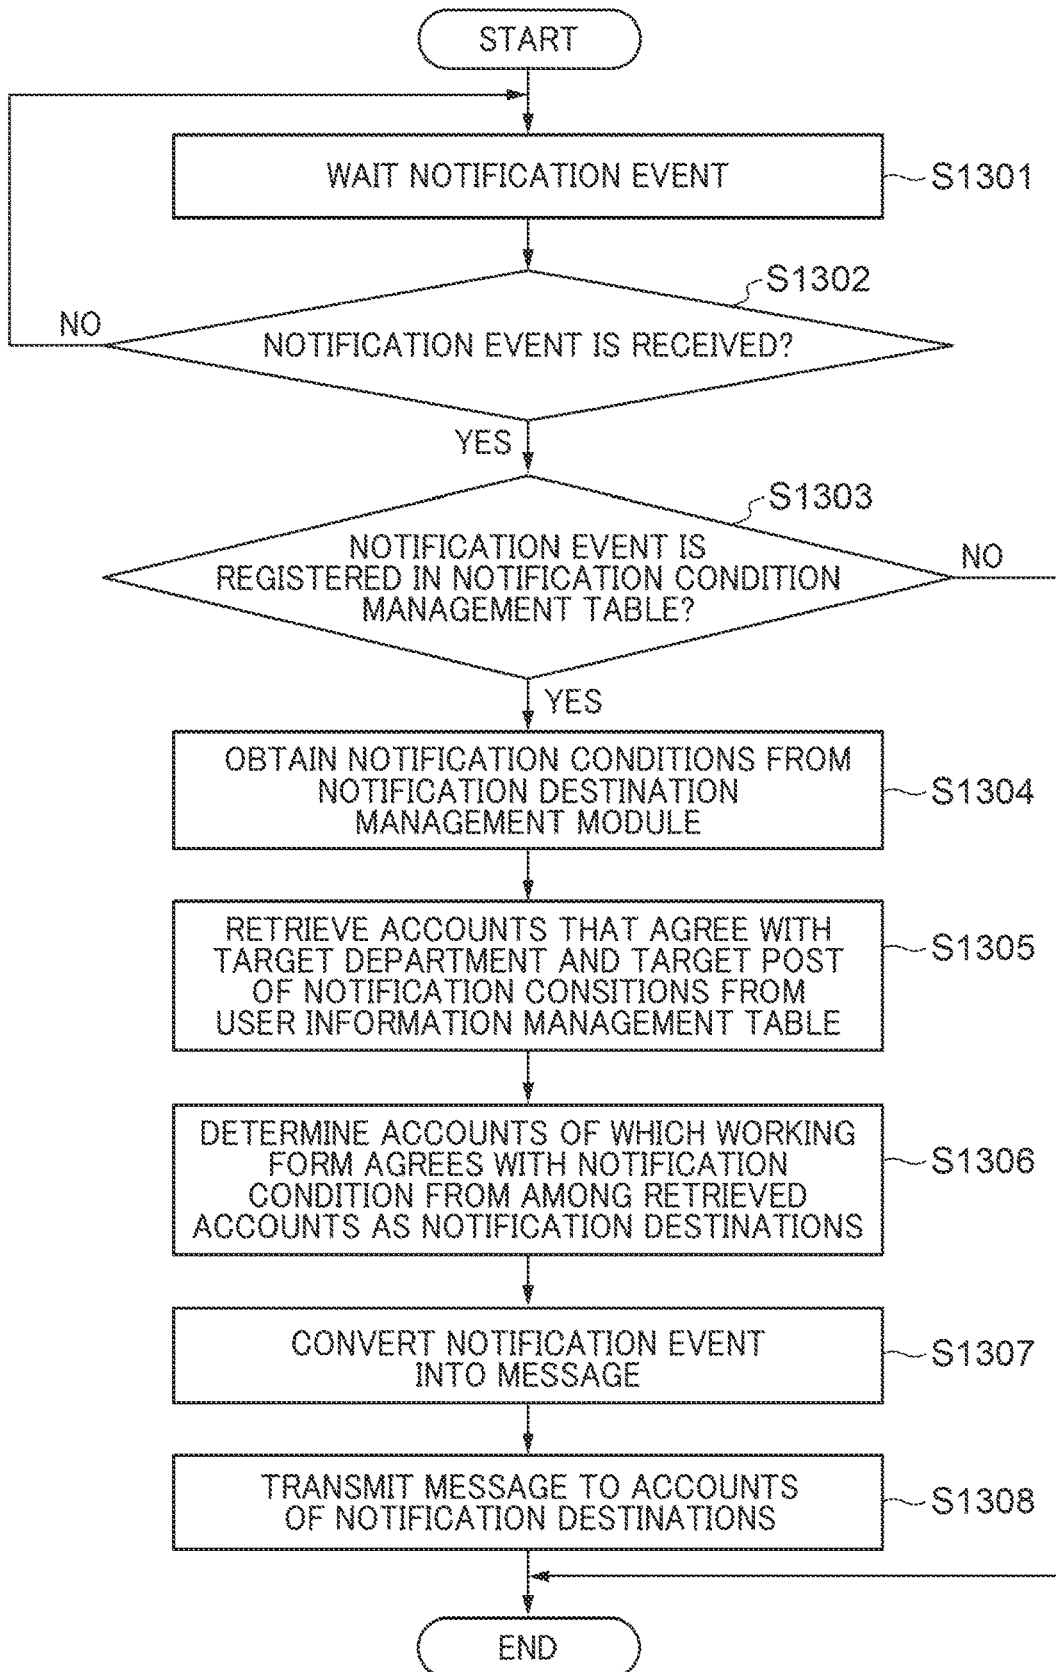 START
WAIT NOTIFICATION EVENT
S1301
S1302
NO
NOTIFICATION EVENT IS RECEIVED?
YES
S1303
NOTIFICATION EVENT IS
REGISTERED IN NOTIFICATION CONDITION
MANAGEMENT TABLE?
NO
YES
OBTAIN NOTIFICATION CONDITIONS FROM
NOTIFICATION DESTINATION
MANAGEMENT MODULE
S1304
RETRIEVE ACCOUNTS THAT AGREE WITH
TARGET DEPARTMENT AND TARGET POST
OF NOTIFICATION CONSITIONS FROM
USER INFORMATION MANAGEMENT TABLE
S1305
DETERMINE ACCOUNTS OF WHICH WORKING
FORM AGREES WITH NOTIFICATION
CONDITION FROM AMONG RETRIEVED
ACCOUNTS AS NOTIFICATION DESTINATIONS
S1306
CONVERT NOTIFICATION EVENT
INTO MESSAGE
S1307
TRANSMIT MESSAGE TO ACCOUNTS
OF NOTIFICATION DESTINATIONS
S1308
END